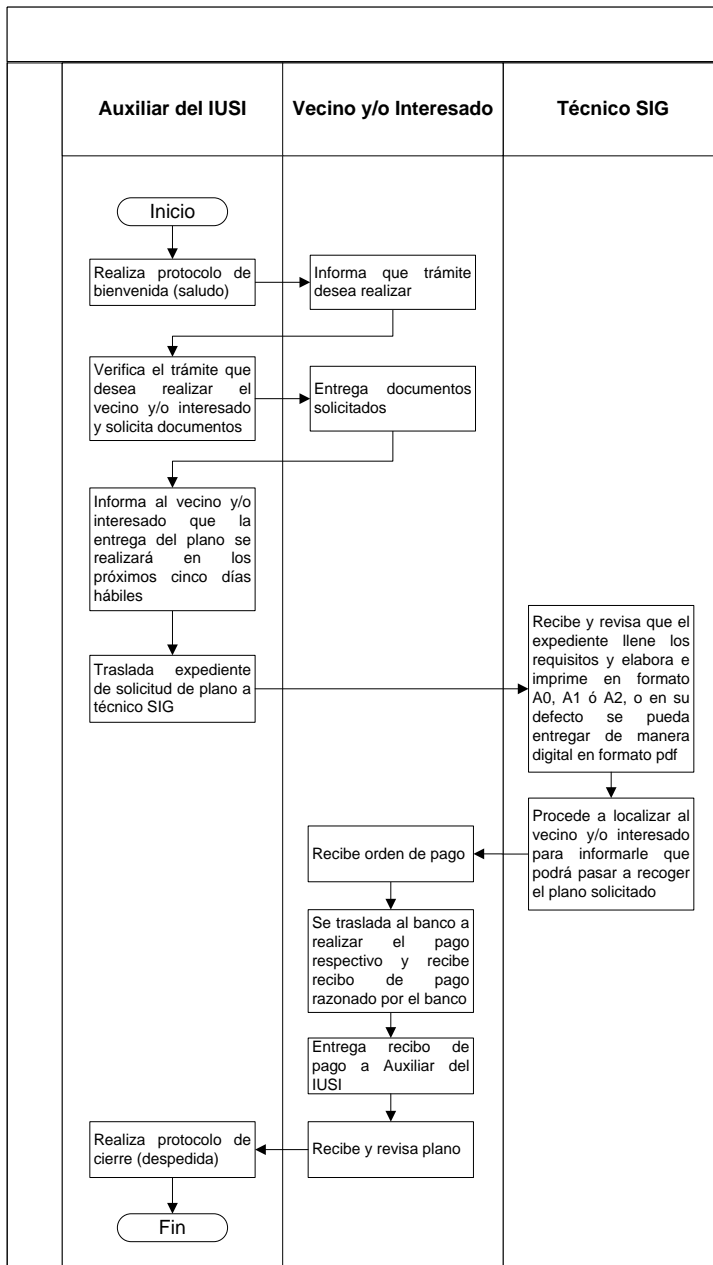 Auxiliar del IUSI
Vecino y/o Interesado
Técnico SIG
Inicio
Realiza protocolo de
bienvenida (saludo)
Informa que trámite
desea realizar
Verifica el trámite que
desea realizar el
vecino y/o interesado
y solicita documentos
Entrega documentos
solicitados
Informa al vecino y/o
interesado que la
entrega del plano se
realizará en los
próximos cinco días
hábiles
Traslada expediente
de solicitud de plano a
técnico SIG
Recibe y revisa que el
expediente llene los
requisitos y elabora e
imprime en formato
A0, A1 ó A2, o en su
defecto se pueda
entregar de manera
digital en formato pdf
Procede a localizar al
vecino y/o interesado
para informarle que
podrá pasar a recoger
el plano solicitado
Recibe orden de pago
Se traslada al banco a
realizar el pago
respectivo y recibe
recibo de pago
razonado por el banco
Entrega recibo de
pago a Auxiliar del
IUSI
Recibe y revisa plano
Realiza protocolo de
cierre (despedida)
Fin